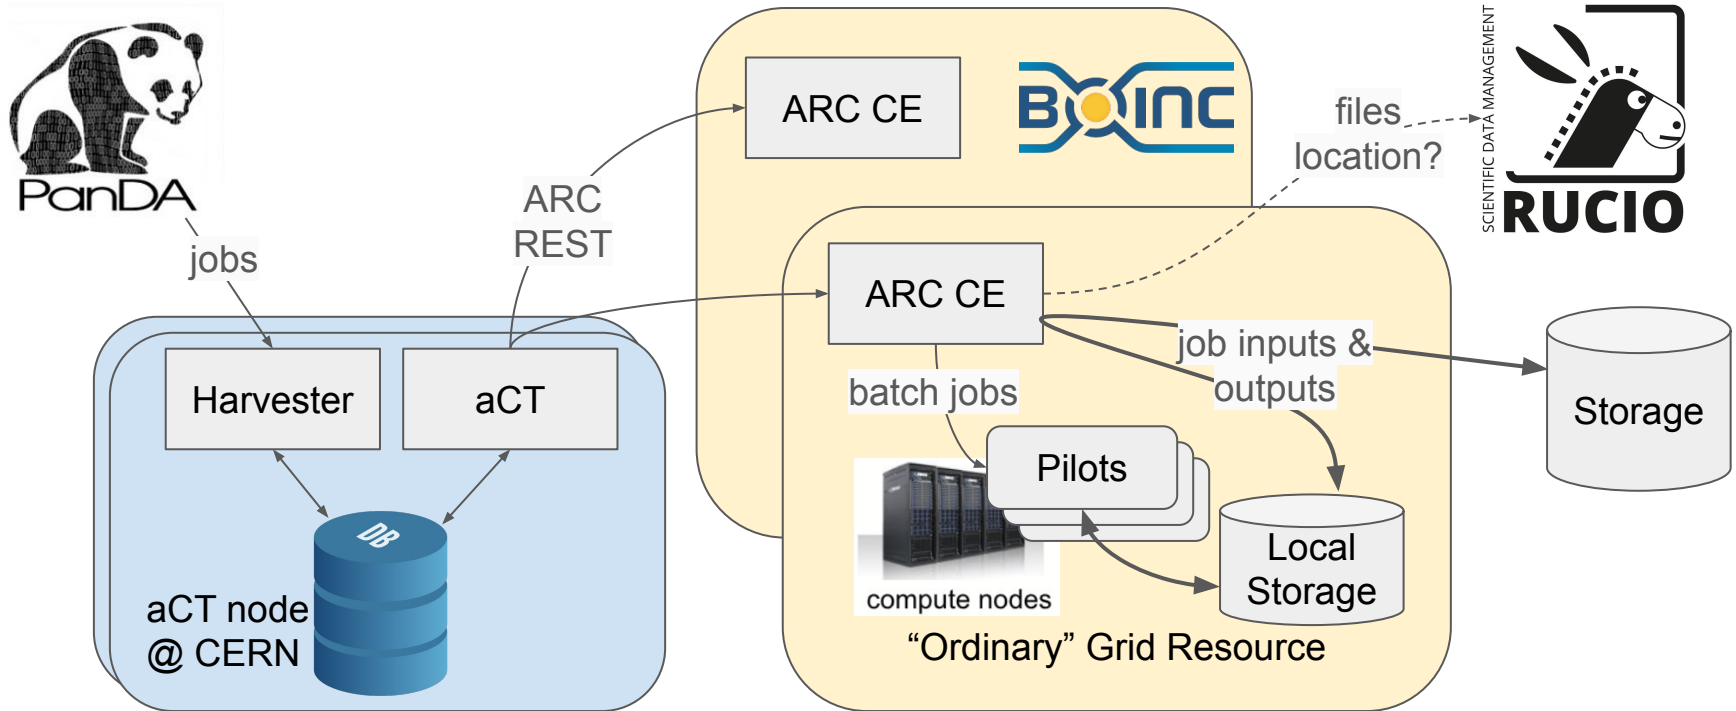 PanDA
jobs
ARC
REST
ARC CE
BOINC
files
location?
SCIENTIFIC DATA MANAGEMENT
RUCIO
ARC CE
job inputs &
outputs
batch jobs
Harvester
aCT
Pilots
Storage
DB
Local
Storage
compute nodes
aCT node
@ CERN
“Ordinary” Grid Resource